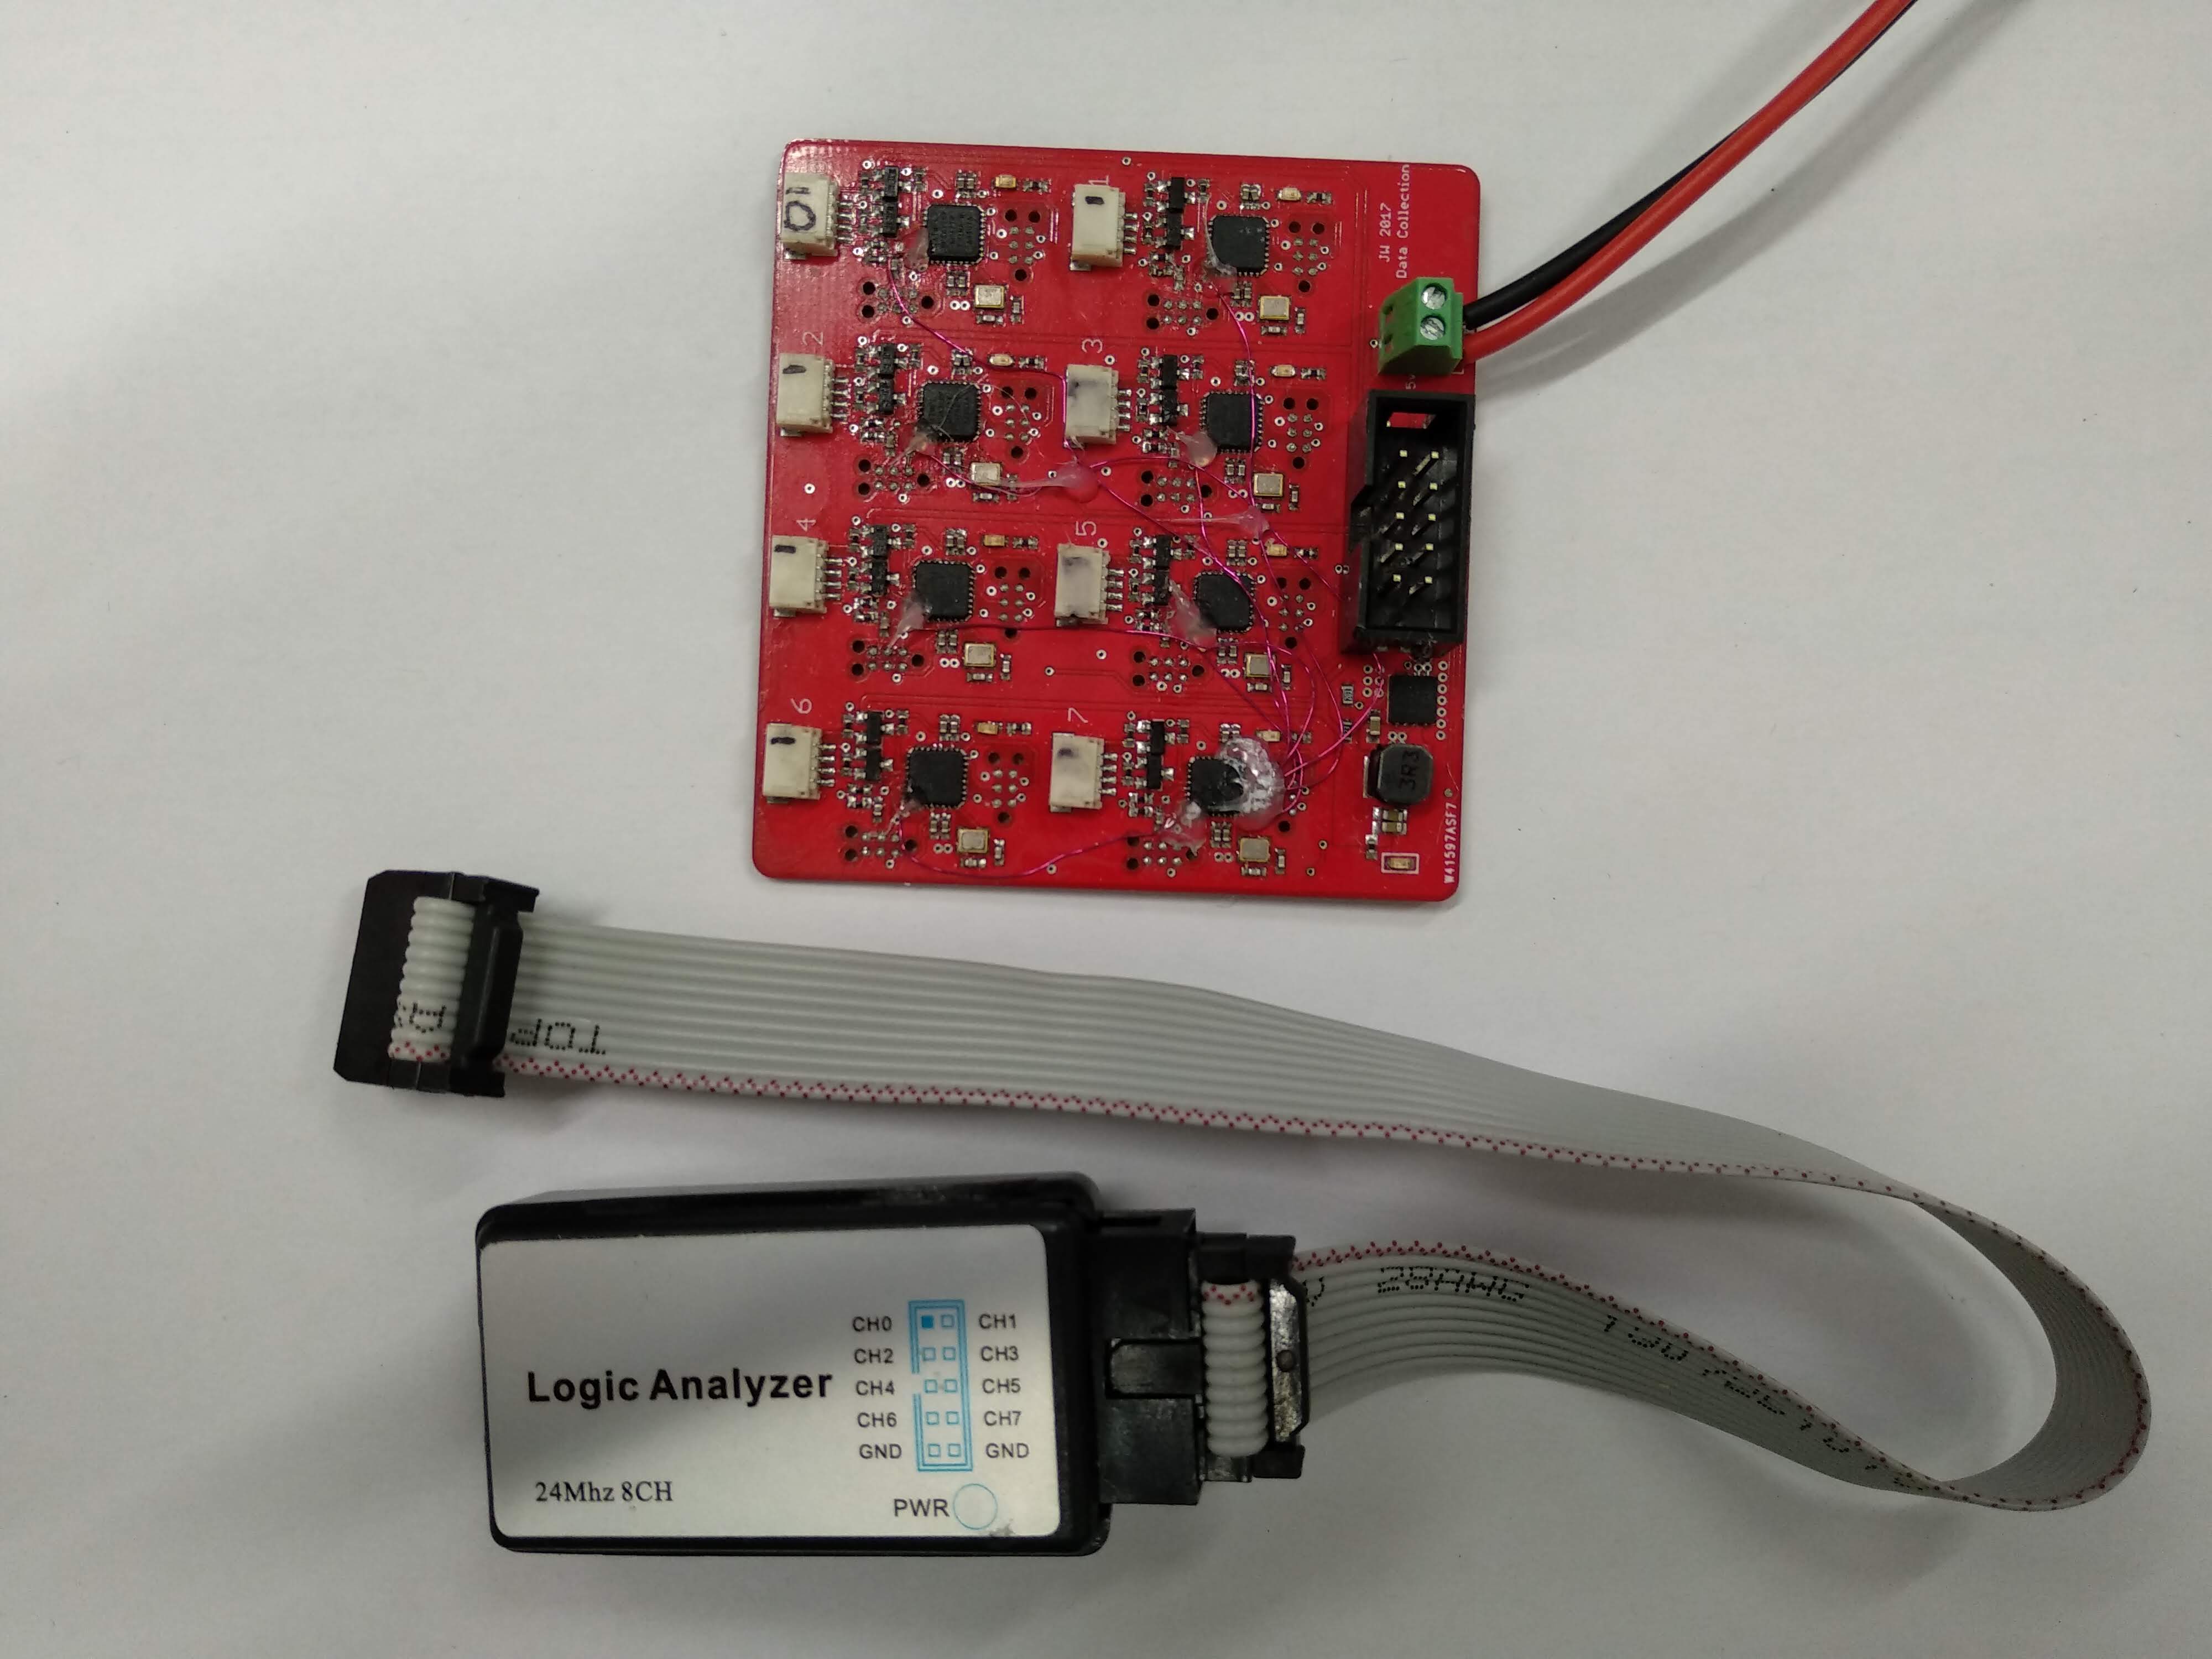 Logic Analyzer
24Mhz 8CH
CH0
CH2
CH4
CH6
GND
CH1
CH3
CH5
CH7
GND
PWR
6
4
2
0
7
5
3
1
3R3
W41597ASF7
JW 2017
Data Collection